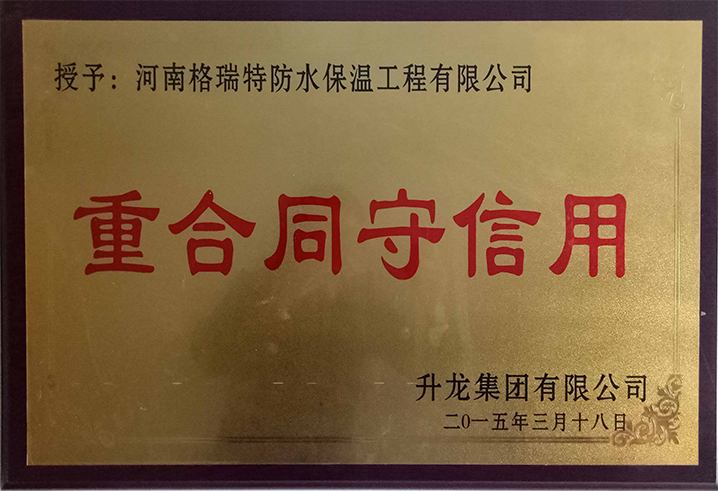 授予：河南格瑞特防水保温工程有限公司
重合同守信用
升龙集团有限公司
二0一五年三月十八日